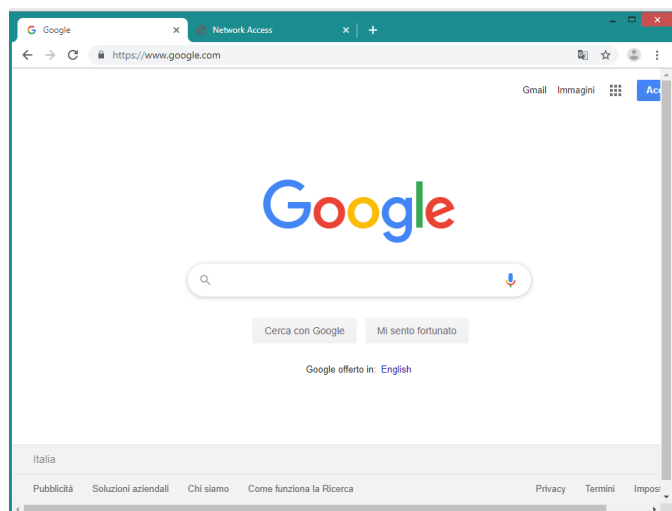 Google
Network Access
https://www.google.com
Gmail Immagini
Google
Cerca con Google Mi sento fortunato
Google offerto in: English
Italia
Pubblicità Soluzioni aziendali Chi siamo Come funziona la Ricerca Privacy Termini